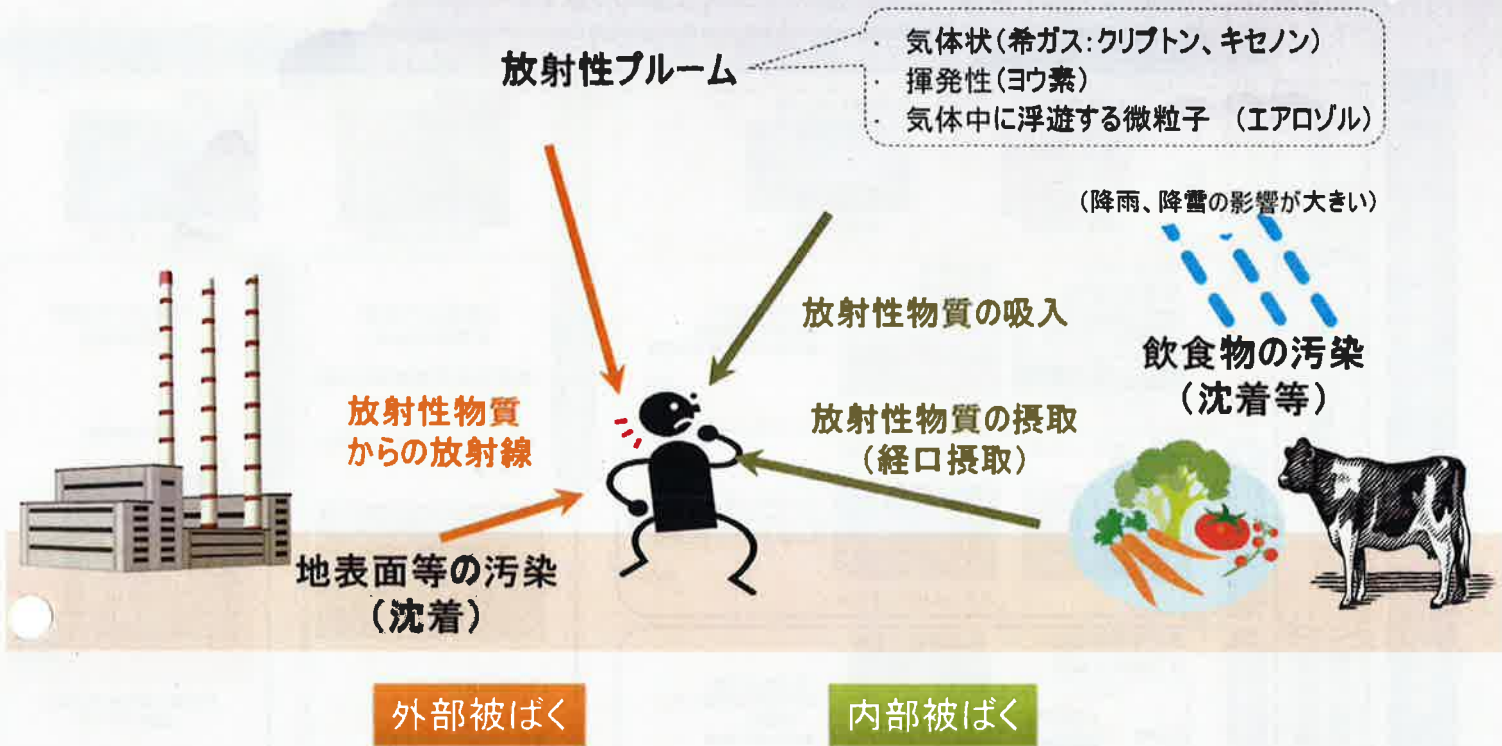 放射性プルーム
・ 気体状(希ガス:クリプトン、キセノン)
・ 揮発性(ヨウ素)
・ 気体中に浮遊する微粒子 (エアロゾル)
(降雨、降雪の影響が大きい)
放射性物質の吸入
飲食物の汚染
(沈着等)
放射性物質
からの放射線
放射性物質の摂取
(経口摂取)
地表面等の汚染
(沈着)
外部被ばく
内部被ばく